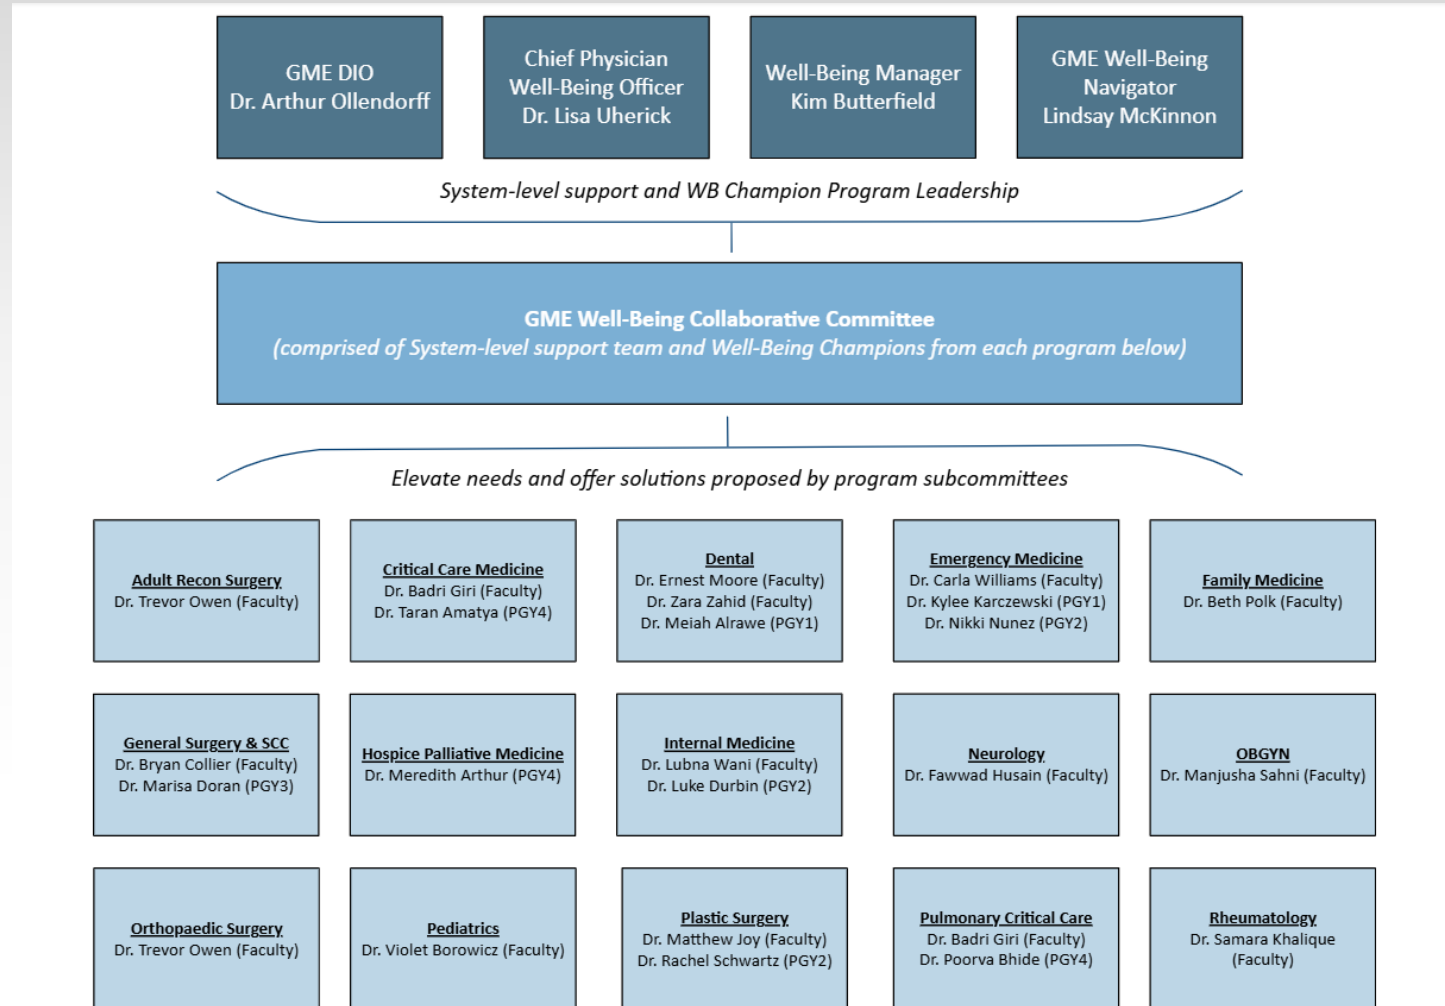 GME DIO
Dr. Arthur Ollendorff
Chief Physician
Well-Being Officer
Dr. Lisa Uherick
Well-Being Manager
Kim Butterfield
GME Well-Being
Navigator
Lindsay McKinnon
System-level support and WB Champion Program Leadership
GME Well-Being Collaborative Committee
(comprised of System-level support team and Well-Being Champions from each program below)
Elevate needs and offer solutions proposed by program subcommittees
Adult Recon Surgery
Dr. Trevor Owen (Faculty)
Critical Care Medicine
Dr. Badri Giri (Faculty)
Dr. Taran Amatya (PGY4)
Dental
Dr. Ernest Moore (Faculty)
Dr. Zara Zahid (Faculty)
Dr. Meiah Alrawe (PGY1)
Emergency Medicine
Dr. Carla Williams (Faculty)
Dr. Kylee Karczewski (PGY1)
Dr. Nikki Nunez (PGY2)
Family Medicine
Dr. Beth Polk (Faculty)
General Surgery & SCC
Dr. Bryan Collier (Faculty)
Dr. Marisa Doran (PGY3)
Hospice Palliative Medicine
Dr. Meredith Arthur (PGY4)
Internal Medicine
Dr. Lubna Wani (Faculty)
Dr. Luke Durbin (PGY2)
Neurology
Dr. Fawwad Husain (Faculty)
OBGYN
Dr. Manjusha Sahni (Faculty)
Orthopaedic Surgery
Dr. Trevor Owen (Faculty)
Pediatrics
Dr. Violet Borowicz (Faculty)
Plastic Surgery
Dr. Matthew Joy (Faculty)
Dr. Rachel Schwartz (PGY2)
Pulmonary Critical Care
Dr. Badri Giri (Faculty)
Dr. Poorva Bhide (PGY4)
Rheumatology
Dr. Samara Khalique
(Faculty)